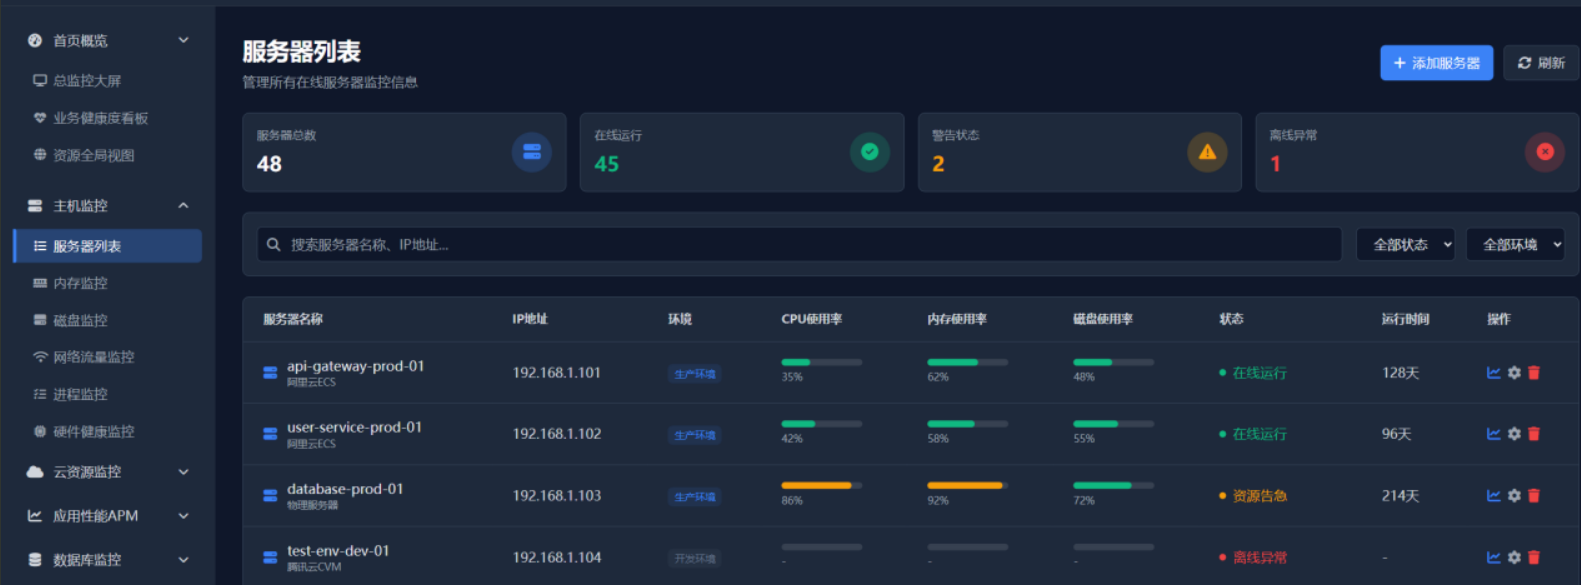 首页概览
总监控大屏
业务健康度看板
资源全局视图
主机监控
服务器列表
内存监控
磁盘监控
网络流量监控
进程监控
硬件健康监控
云资源监控
应用性能APM
数据库监控
服务器列表
管理所有在线服务器监控信息
添加服务器
刷新
服务器总数
48
在线运行
45
警告状态
2
离线异常
1
搜索服务器名称、IP地址...
全部状态
全部环境
服务器名称 IP地址 环境 CPU使用率 内存使用率 磁盘使用率 状态 运行时间 操作
api-gateway-prod-01
阿里云ECS
192.168.1.101 生产环境 35% 62% 48% 在线运行 128天
user-service-prod-01
阿里云ECS
192.168.1.102 生产环境 42% 58% 55% 在线运行 96天
database-prod-01
物理服务器
192.168.1.103 生产环境 86% 92% 72% 资源告急 214天
test-env-dev-01
腾讯云CVM
192.168.1.104 开发环境 - - - 离线异常 -